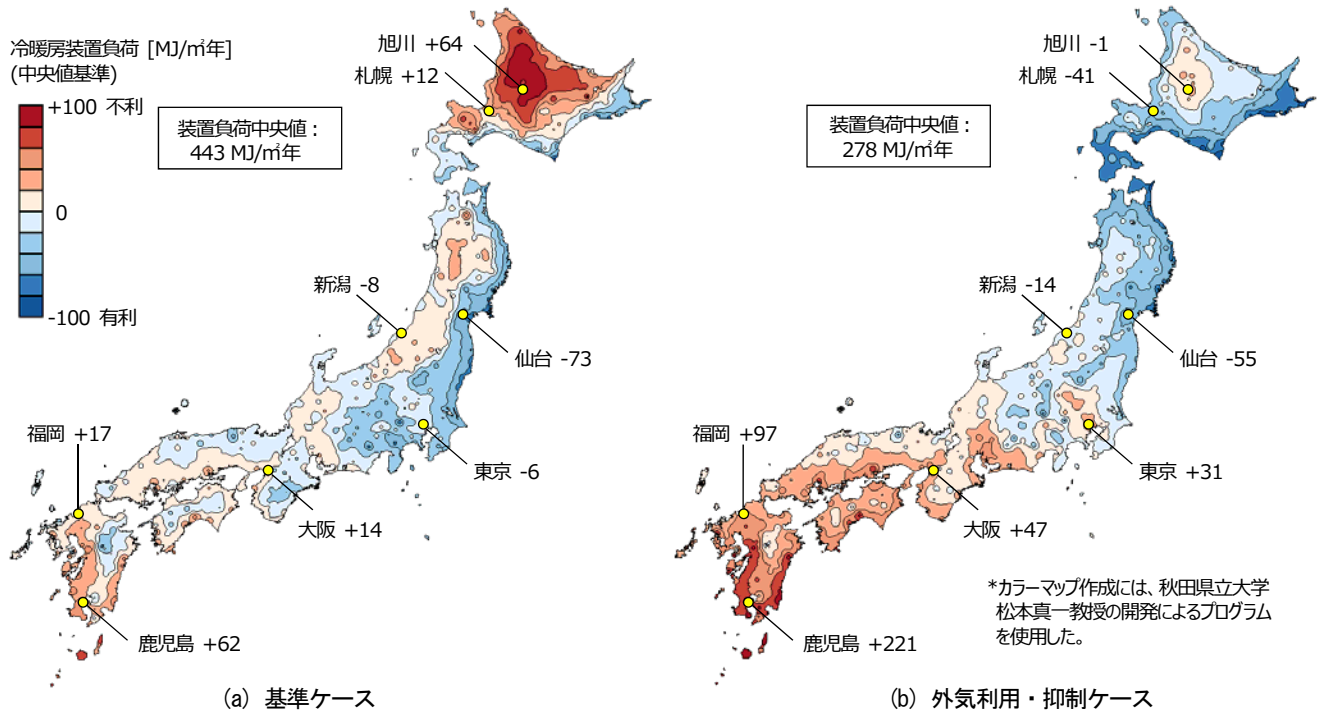 冷暖房装置負荷 [MJ/㎡年]
(中央値基準)
+100 不利
0
-100 有利
装置負荷中央値：
443 MJ/㎡年
旭川 +64
札幌 +12
新潟 -8
仙台 -73
福岡 +17
東京 -6
大阪 +14
鹿児島 +62
(a) 基準ケース
装置負荷中央値：
278 MJ/㎡年
旭川 -1
札幌 -41
新潟 -14
仙台 -55
福岡 +97
東京 +31
大阪 +47
鹿児島 +221
*カラーマップ作成には、秋田県立大学
松本真一教授の開発によるプログラム
を使用した。
(b) 外気利用・抑制ケース